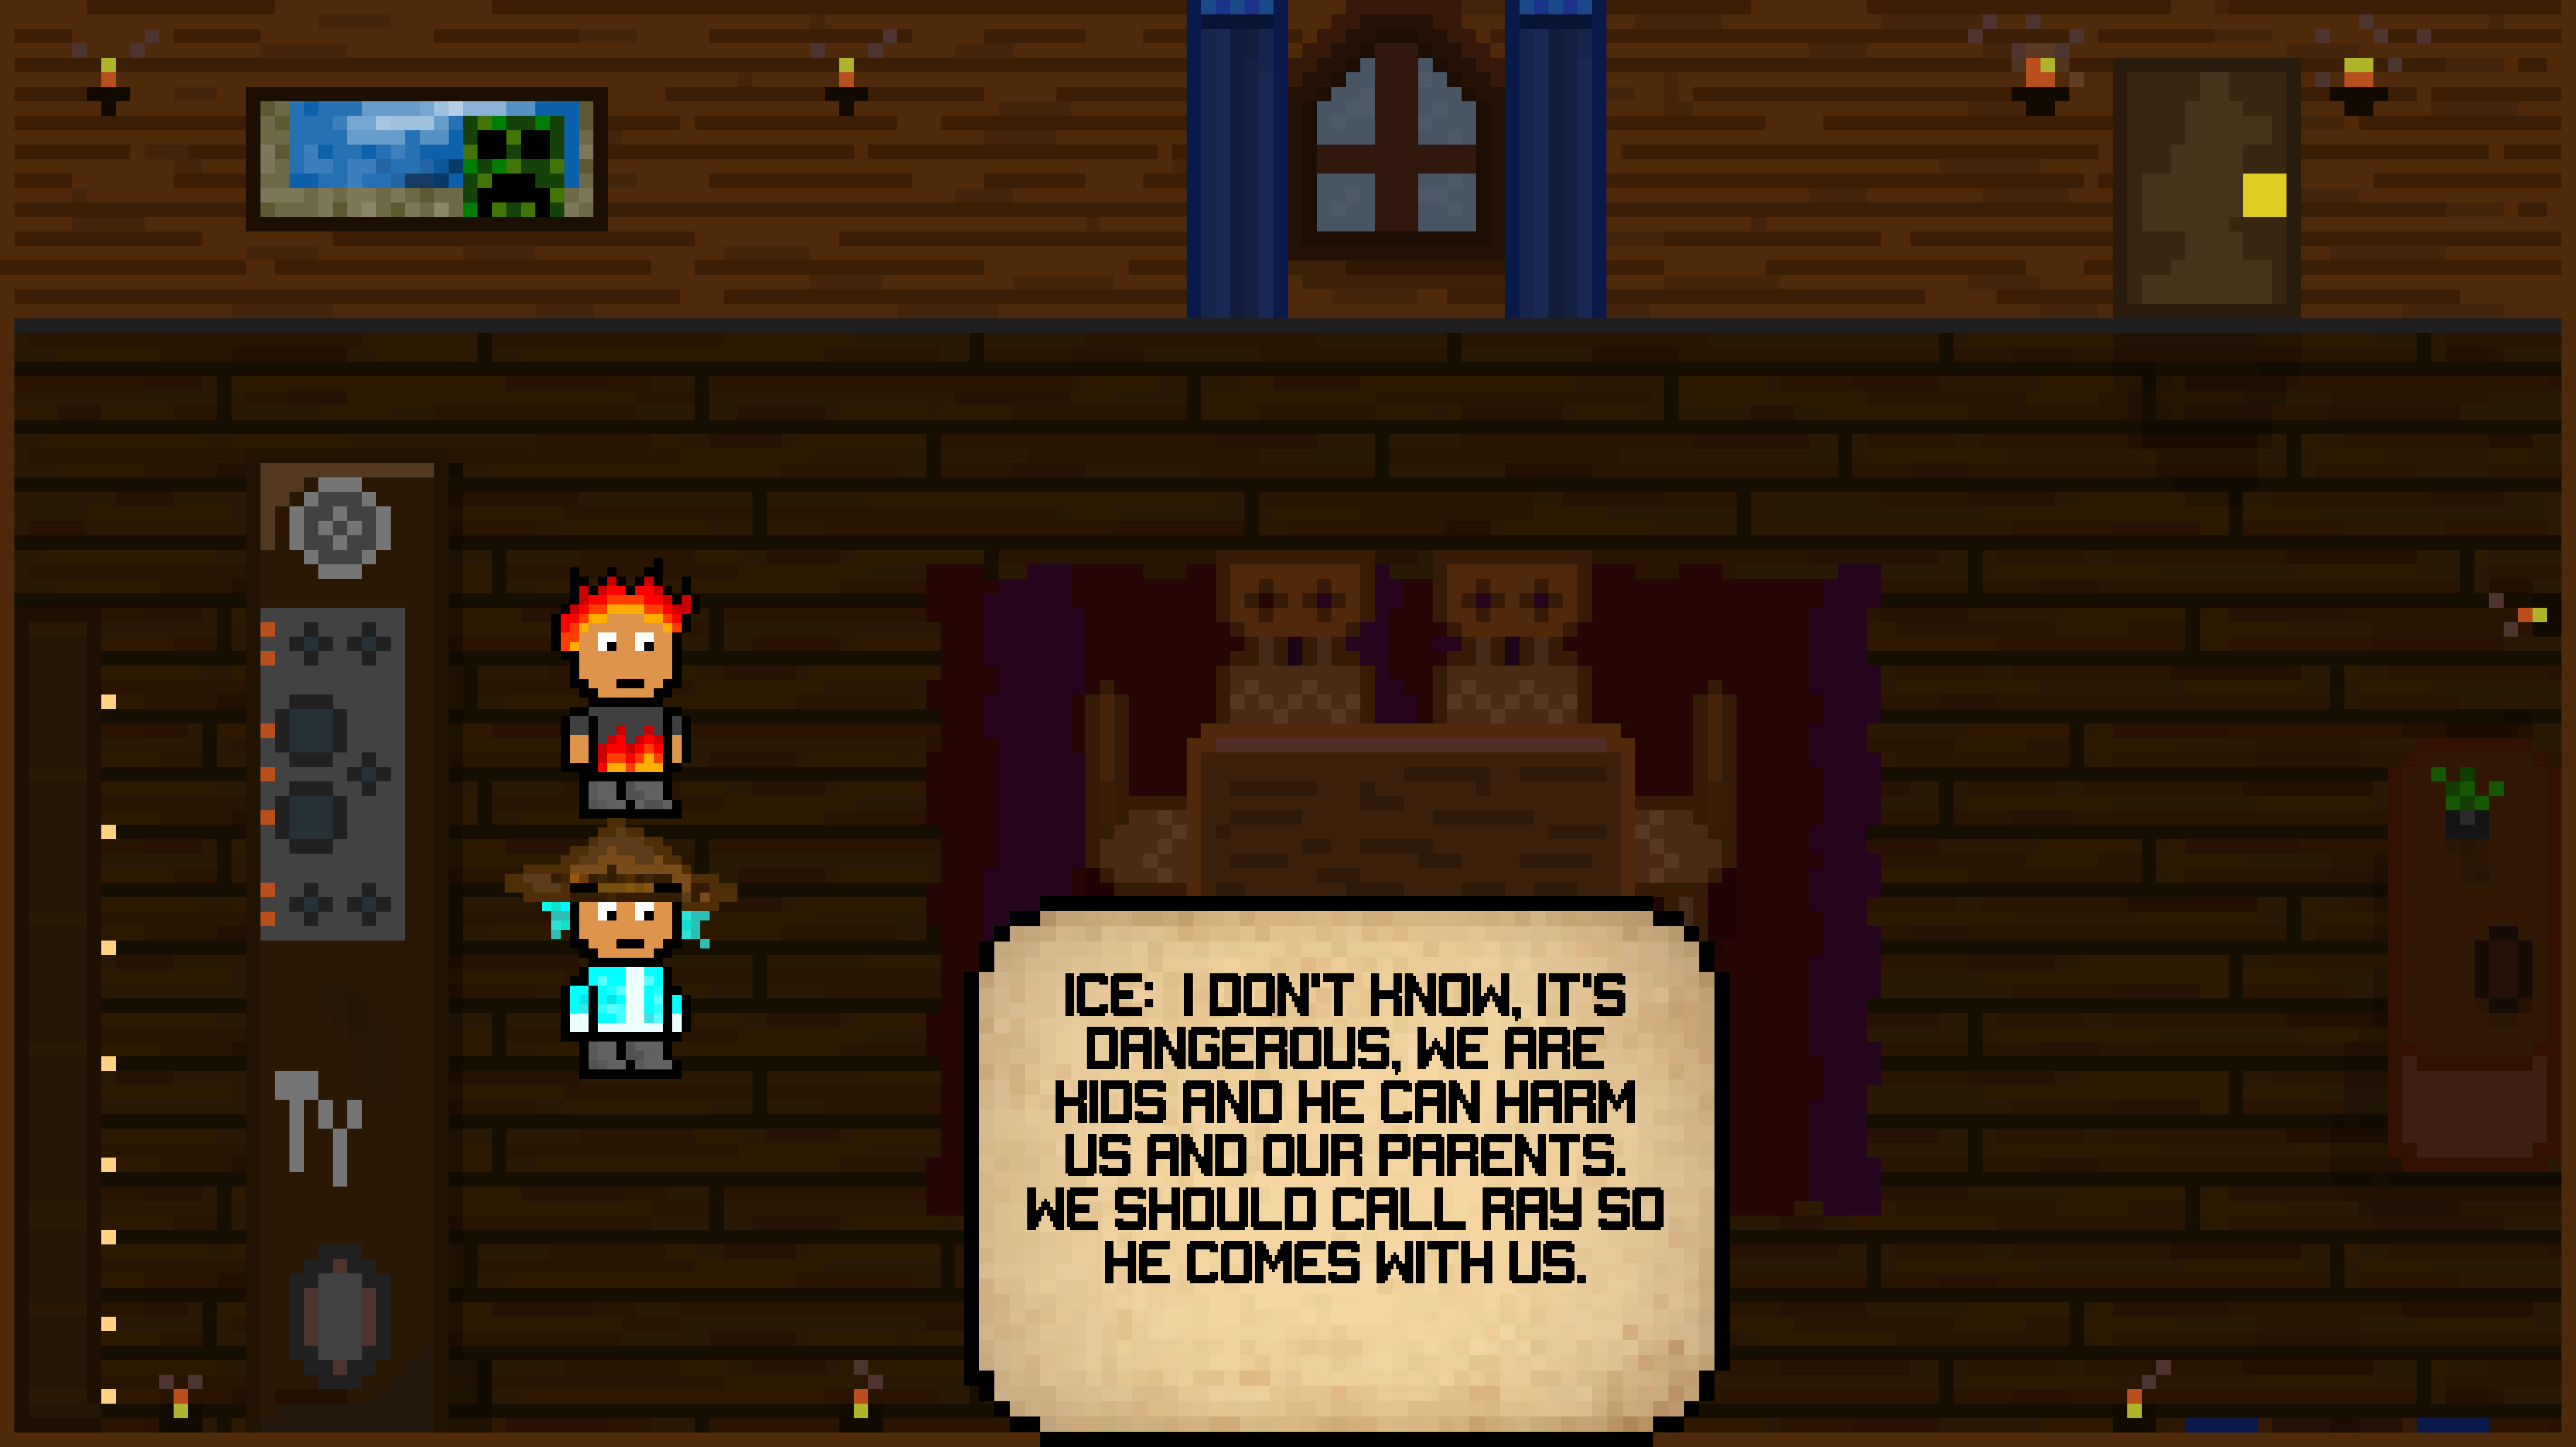 ICE: I DON'T KNOW, IT'S
DANGEROUS, WE ARE
KIDS AND HE CAN HARM
US AND OUR PARENTS.
WE SHOULD CALL RAY SO
HE COMES WITH US.